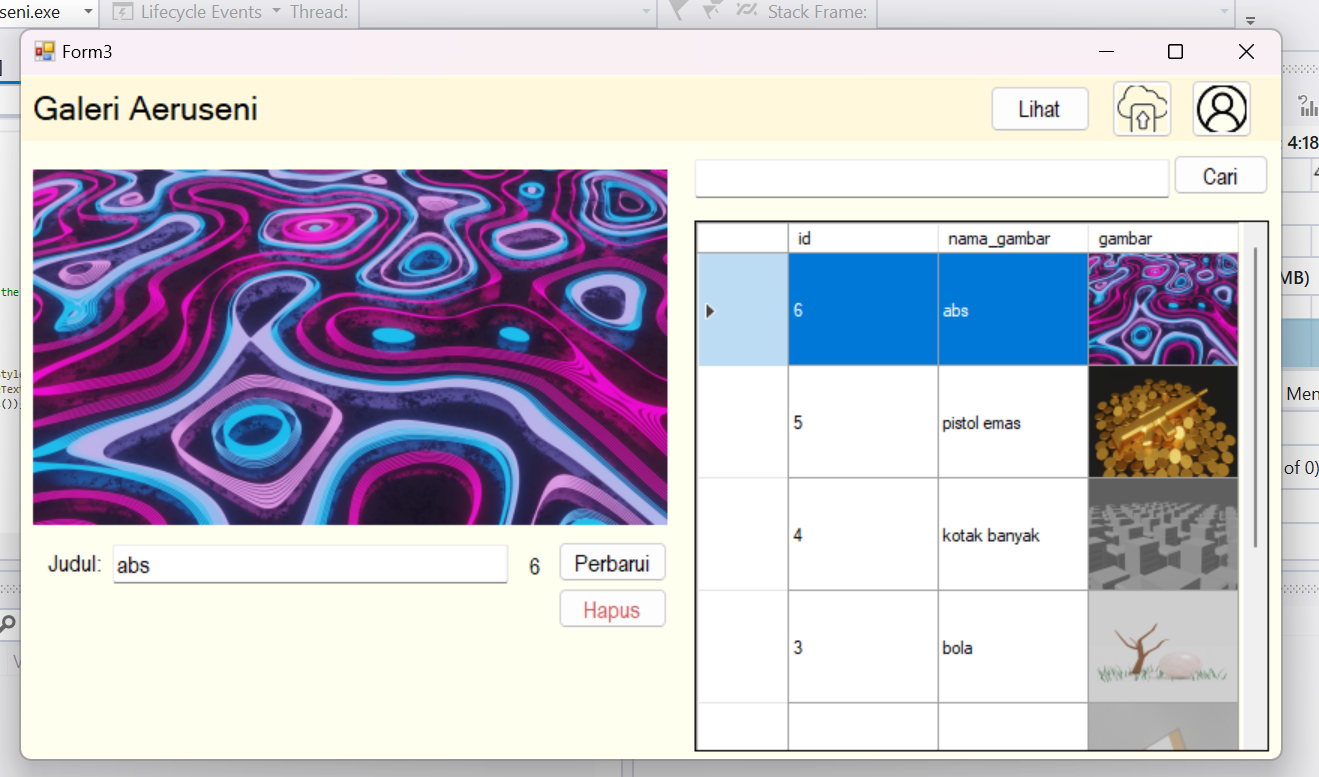 seni.exe Lifecycle Events Thread: Stack Frame:
Form3
Galeri Aeruseni Lihat
Cari
id nama_gambar gambar
6 abs
5 pistol emas
4 kotak banyak
3 bola
Judul: abs 6 Perbarui
Hapus
4:18
MB)
the
of 0)